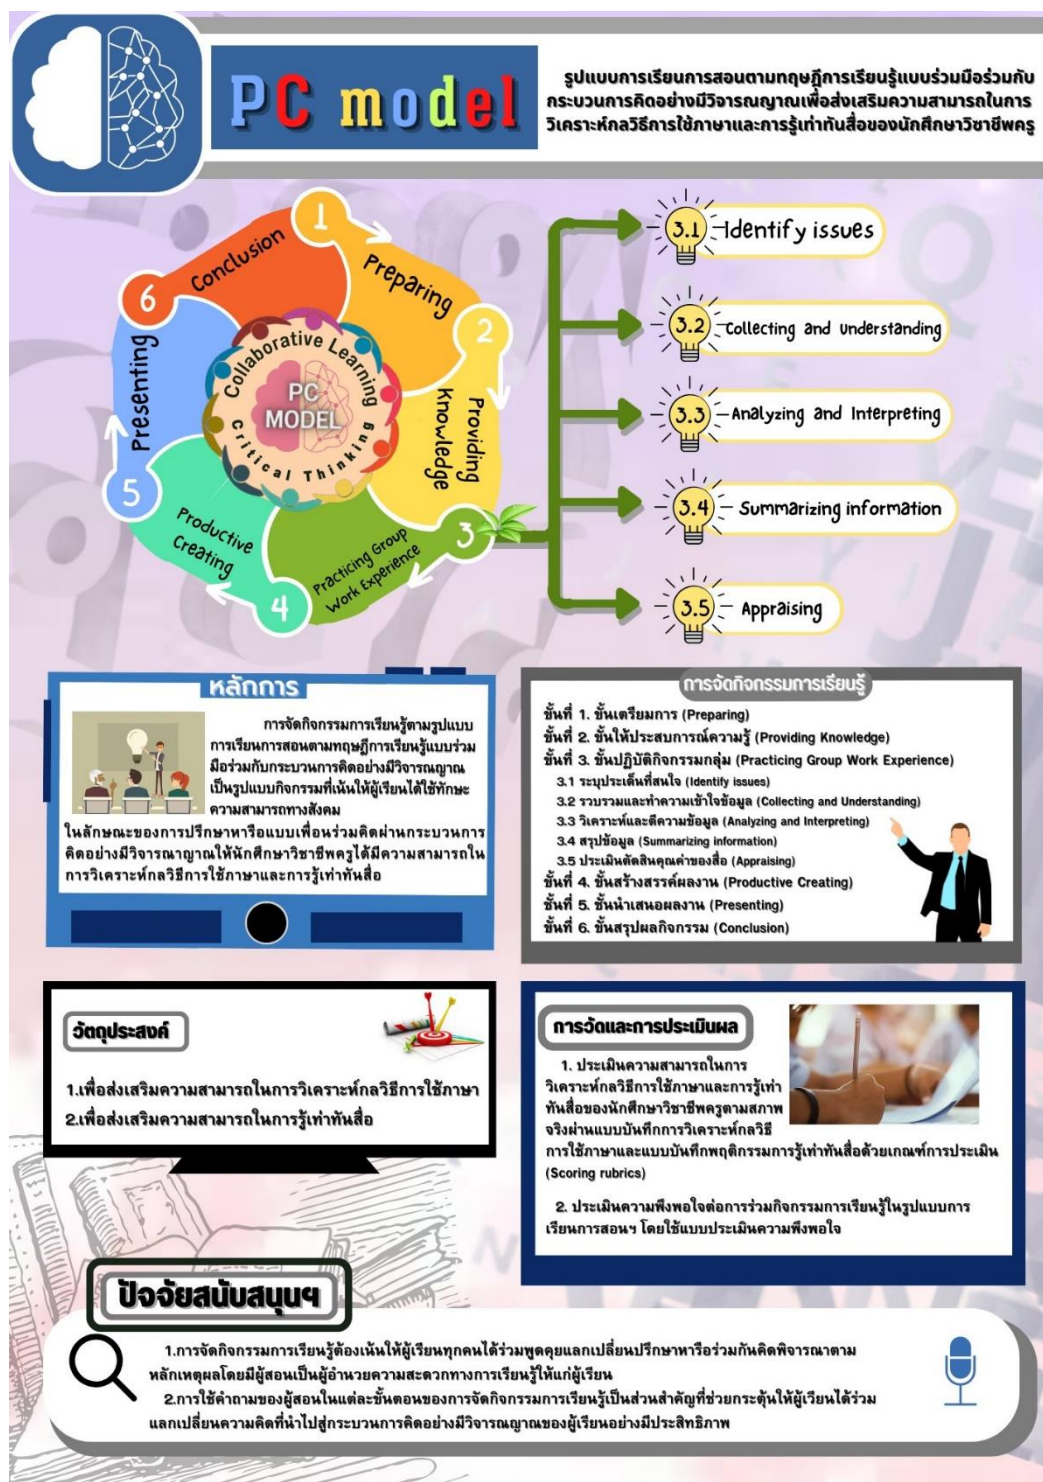 PC model
รูปแบบการเรียนการสอนตามทฤษฎีการเรียนรู้แบบร่วมมือร่วมกับ
กระบวนการคิดอย่างมีวิจารณญาณเพื่อส่งเสริมความสามารถในการ
วิเคราะห์กลวิธีการใช้ภาษาและการรู้เท่าทันสื่อของนักศึกษาวิชาชีพครู
1
Preparing
2
Providing
Knowledge
3
Practicing Group
Work Experience
4
Productive
Creating
5
Presenting
6
Conclusion
Collaborative Learning
PC
MODEL
Critical Thinking
3.1 Identify issues
3.2 Collecting and understanding
3.3 Analyzing and Interpreting
3.4 Summarizing information
3.5 Appraising
หลักการ
การจัดกิจกรรมการเรียนรู้ตามรูปแบบ
การเรียนการสอนตามทฤษฎีการเรียนรู้แบบร่วม
มือร่วมกับกระบวนการคิดอย่างมีวิจารณญาณ
เป็นรูปแบบกิจกรรมที่เน้นให้ผู้เรียนได้ใช้ทักษะ
ความสามารถทางสังคม
ในลักษณะของการปรึกษาหารือแบบเพื่อนร่วมคิดผ่านกระบวนการ
คิดอย่างมีวิจารณาญาณให้นักศึกษาวิชาชีพครูได้มีความสามารถใน
การวิเคราะห์กลวิธีการใช้ภาษาและการรู้เท่าทันสื่อ
การจัดกิจกรรมการเรียนรู้
ขั้นที่ 1. ขั้นเตรียมการ (Preparing)
ขั้นที่ 2. ขั้นให้ประสบการณ์ความรู้ (Providing Knowledge)
ขั้นที่ 3. ขั้นปฏิบัติกิจกรรมกลุ่ม (Practicing Group Work Experience)
3.1 ระบุประเด็นที่สนใจ (Identify issues)
3.2 รวบรวมและทำความเข้าใจข้อมูล (Collecting and Understanding)
3.3 วิเคราะห์และตีความข้อมูล (Analyzing and Interpreting)
3.4 สรุปข้อมูล (Summarizing information)
3.5 ประเมินตัดสินคุณค่าของสื่อ (Appraising)
ขั้นที่ 4. ขั้นสร้างสรรค์ผลงาน (Productive Creating)
ขั้นที่ 5. ขั้นนำเสนอผลงาน (Presenting)
ขั้นที่ 6. ขั้นสรุปผลกิจกรรม (Conclusion)
วัตถุประสงค์
1.เพื่อส่งเสริมความสามารถในการวิเคราะห์กลวิธีการใช้ภาษา
2.เพื่อส่งเสริมความสามารถในการรู้เท่าทันสื่อ
การวัดและการประเมินผล
1. ประเมินความสามารถในการ
วิเคราะห์กลวิธีการใช้ภาษาและการรู้เท่า
ทันสื่อของนักศึกษาวิชาชีพครูตามสภาพ
จริงผ่านแบบบันทึกการวิเคราะห์กลวิธี
การใช้ภาษาและแบบบันทึกพฤติกรรมการรู้เท่าทันสื่อด้วยเกณฑ์การประเมิน
(Scoring rubrics)
2. ประเมินความพึงพอใจต่อการร่วมกิจกรรมการเรียนรู้ในรูปแบบการ
เรียนการสอนฯ โดยใช้แบบประเมินความพึงพอใจ
ปัจจัยสนับสนุนฯ
1.การจัดกิจกรรมการเรียนรู้ต้องเน้นให้ผู้เรียนทุกคนได้ร่วมพูดคุยแลกเปลี่ยนปรึกษาหารือร่วมกันคิดพิจารณาตาม
หลักเหตุผลโดยมีผู้สอนเป็นผู้อำนวยความสะดวกทางการเรียนรู้ให้แก่ผู้เรียน
2.การใช้คำถามของผู้สอนในแต่ละขั้นตอนของการจัดกิจกรรมการเรียนรู้เป็นส่วนสำคัญที่ช่วยกระตุ้นให้ผู้เวียนได้ร่วม
แลกเปลี่ยนความคิดที่นำไปสู่กระบวนการคิดอย่างมีวิจารณญาณของผู้เรียนอย่างมีประสิทธิภาพ